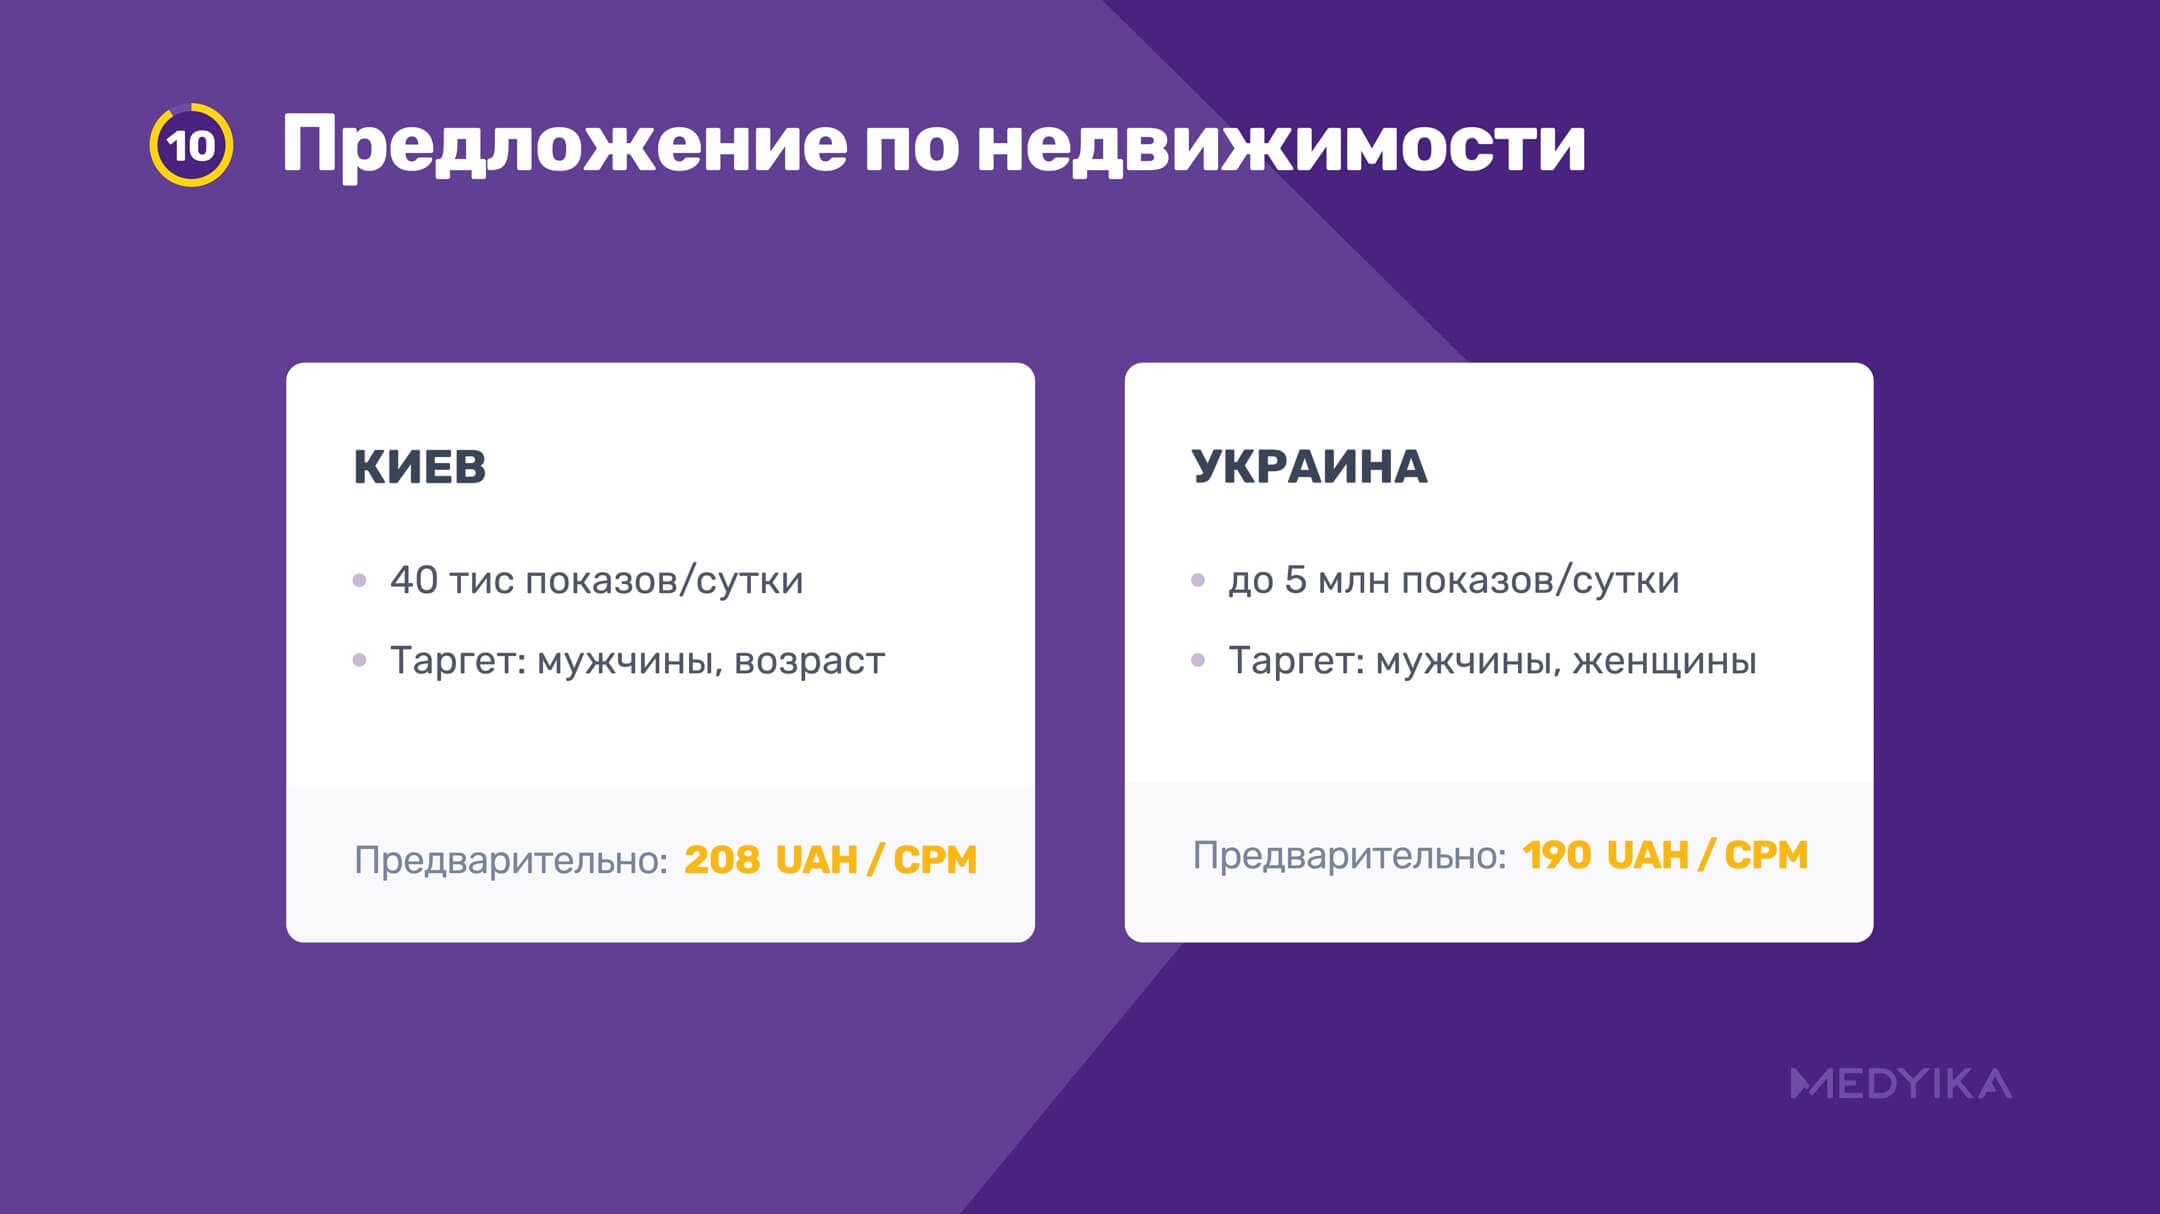 10
Предложение по недвижимости
КИЕВ
40 тис показов/сутки
Таргет: мужчины, возраст
Предварительно: 208 UAH / CPM
УКРАИНА
до 5 млн показов/сутки
Таргет: мужчины, женщины
Предварительно: 190 UAH / CPM
MEDYIKA